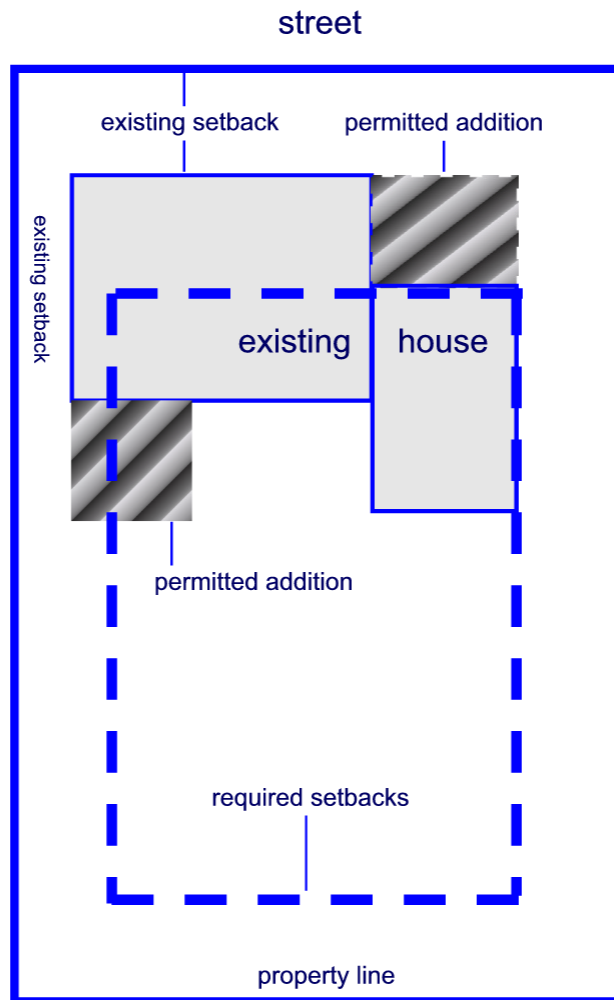 street
existing setback
permitted addition
existing setback
existing
house
permitted addition
required setbacks
property line